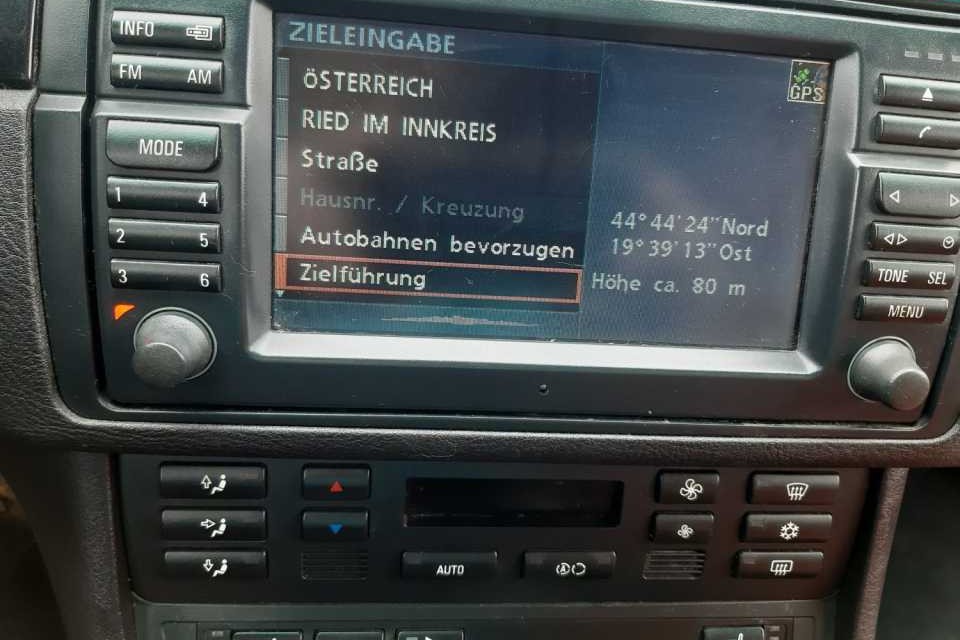 INFO
FM AM
MODE
1 4
2 5
3 6
ZIELEINGABE
ÖSTERREICH
RIED IM INNKREIS
Straße
Hausnr. / Kreuzung
Autobahnen bevorzugen
Zielführung
GPS
44°44'24"Nord
19°39'13"Ost
Höhe ca. 80 m
TONE SEL
MENU
AUTO